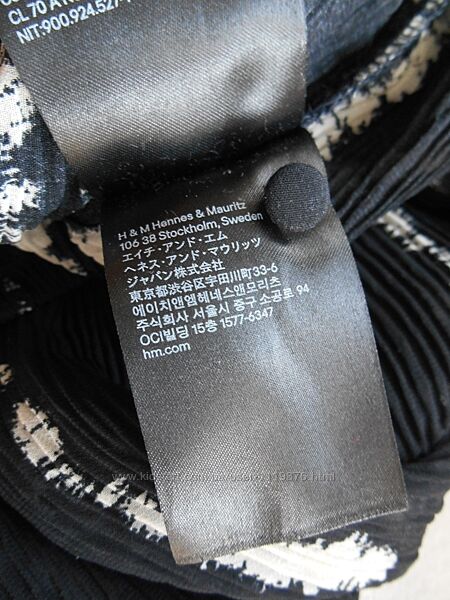 CL70 A
NIT:900.924.527-
H & M Hennes & Mauritz
106 38 Stockholm, Sweden
エイチ・アンド・エム
ヘネス・アンド・マウリッツ
ジャパン株式会社
東京都渋谷区宇田川町33-6
에이치앤엠헤네스앤모리츠
주식회사 서울시 중구 소공로 94
OCI빌딩 15층 1577-6347
hm.com